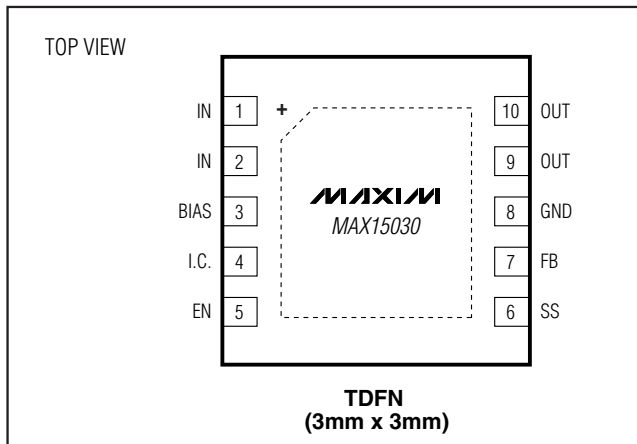 TOP VIEW
IN 1 + 10 OUT
IN 2 9 OUT
BIAS 3 MAXIM 8 GND
MAX15030
I.C. 4 7 FB
EN 5 6 SS
TDFN
(3mm x 3mm)